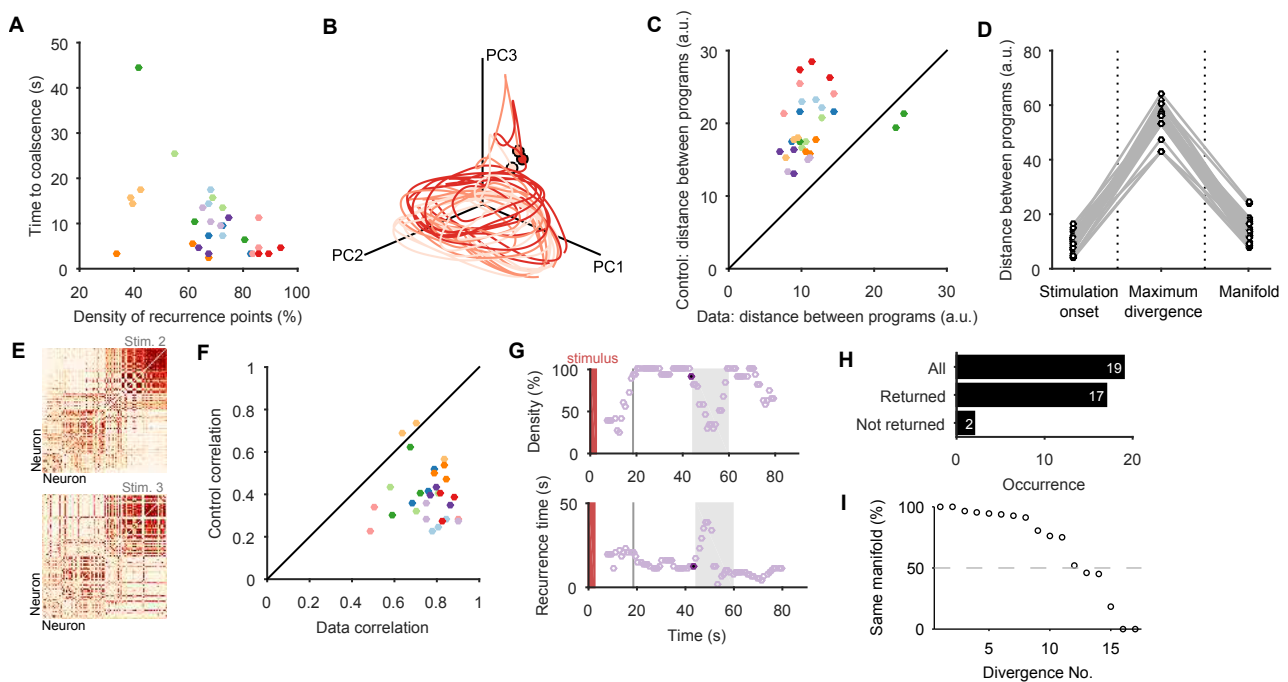 A
Time to coalscence (s)
50
40
30
20
10
0
20
40
60
80
100
Density of recurrence points (%)
B
PC3
PC2
PC1
C
Control: distance between programs (a.u.)
30
20
10
0
0
10
20
30
Data: distance between programs (a.u.)
D
Distance between programs (a.u.)
80
60
40
20
0
Stimulation
onset
Maximum
divergence
Manifold
E
Stim. 2
Neuron
Neuron
Stim. 3
Neuron
Neuron
F
Control correlation
1
0.8
0.6
0.4
0.2
0
0
0.2
0.4
0.6
0.8
1
Data correlation
G
stimulus
Density (%)
100
50
0
Recurrence time (s)
50
0
0
20
40
60
80
Time (s)
H
All
19
Returned
17
Not returned
2
0
10
20
Occurrence
I
Same manifold (%)
100
50
0
5
10
15
Divergence No.